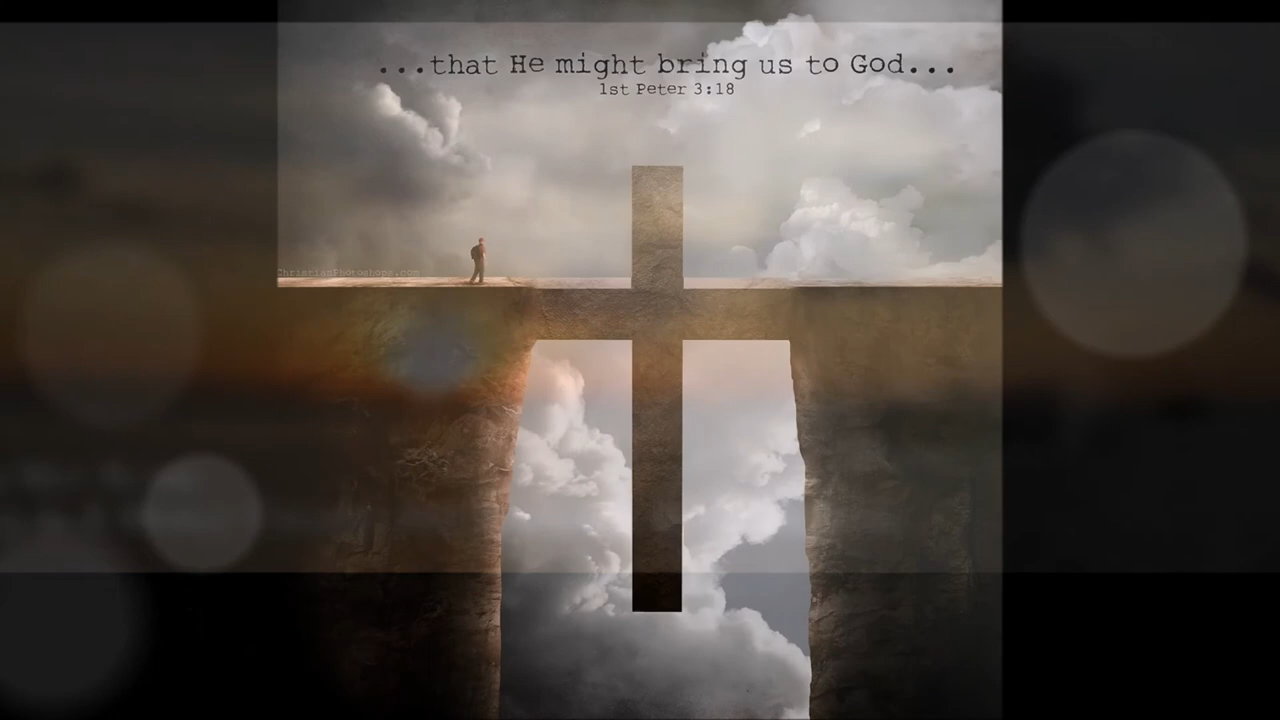 ...that He might bring us to God...
1st Peter 3:18
ChristianPhotoshops.com